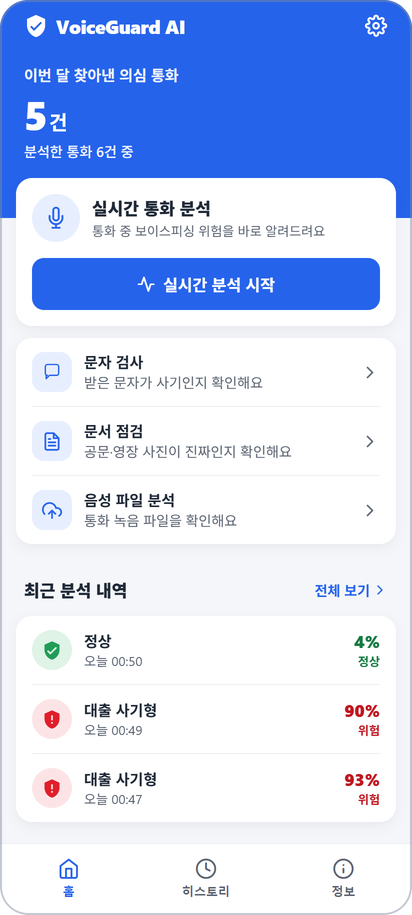 VoiceGuard AI
이번 달 찾아낸 의심 통화
5건
분석한 통화 6건 중
실시간 통화 분석
통화 중 보이스피싱 위험을 바로 알려드려요
실시간 분석 시작
문자 검사
받은 문자가 사기인지 확인해요
문서 점검
공문·영장 사진이 진짜인지 확인해요
음성 파일 분석
통화 녹음 파일을 확인해요
최근 분석 내역 전체 보기
정상 4%
오늘 00:50 정상
대출 사기형 90%
오늘 00:49 위험
대출 사기형 93%
오늘 00:47 위험
홈 히스토리 정보